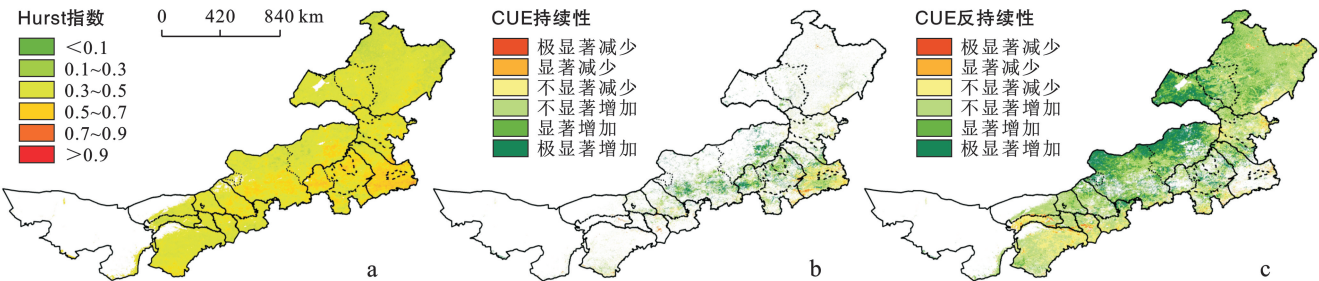 Hurst指数
<0.1
0.1~0.3
0.3~0.5
0.5~0.7
0.7~0.9
>0.9
0 420 840 km
a
CUE持续性
极显著减少
显著减少
不显著减少
不显著增加
显著增加
极显著增加
b
CUE反持续性
极显著减少
显著减少
不显著减少
不显著增加
显著增加
极显著增加
c